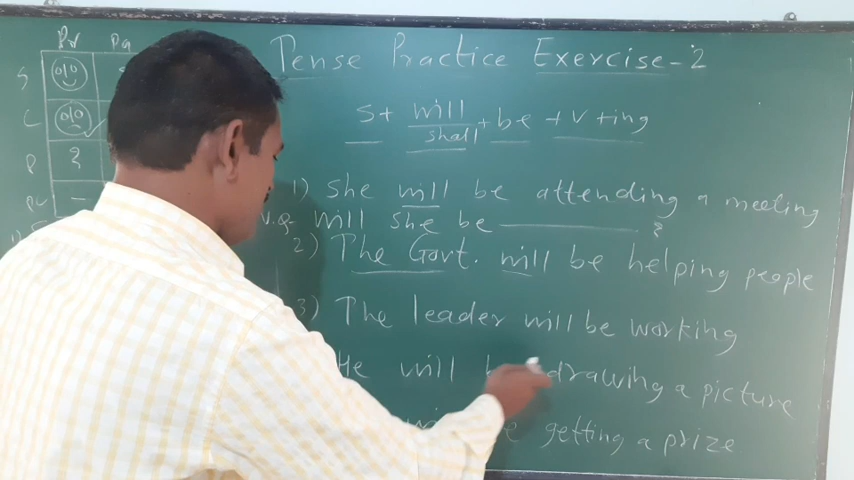 Pr Pa
S
C
P ?
PC -
Tense Practice Exercise-2
S+ will + be + V +ing
shall
1) She will be attending a meeting
V.Q- Will she be ?
2) The Govt. will be helping people
3) The leader will be working
He will drawing a picture
getting a prize